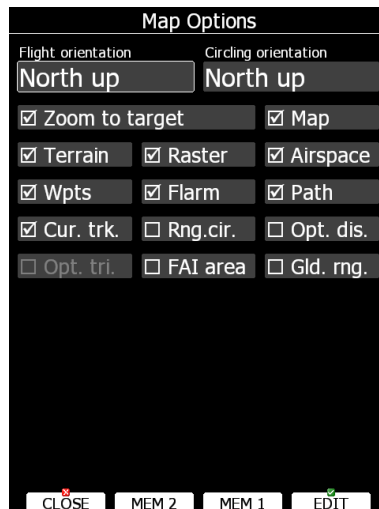 Map Options
Flight orientation Circling orientation
North up North up
Zoom to target Map
Terrain Raster Airspace
Wpts Flarm Path
Cur. trk. Rng.cir. Opt. dis.
Opt. tri. FAI area Gld. rng.
CLOSE MEM 2 MEM 1 EDIT